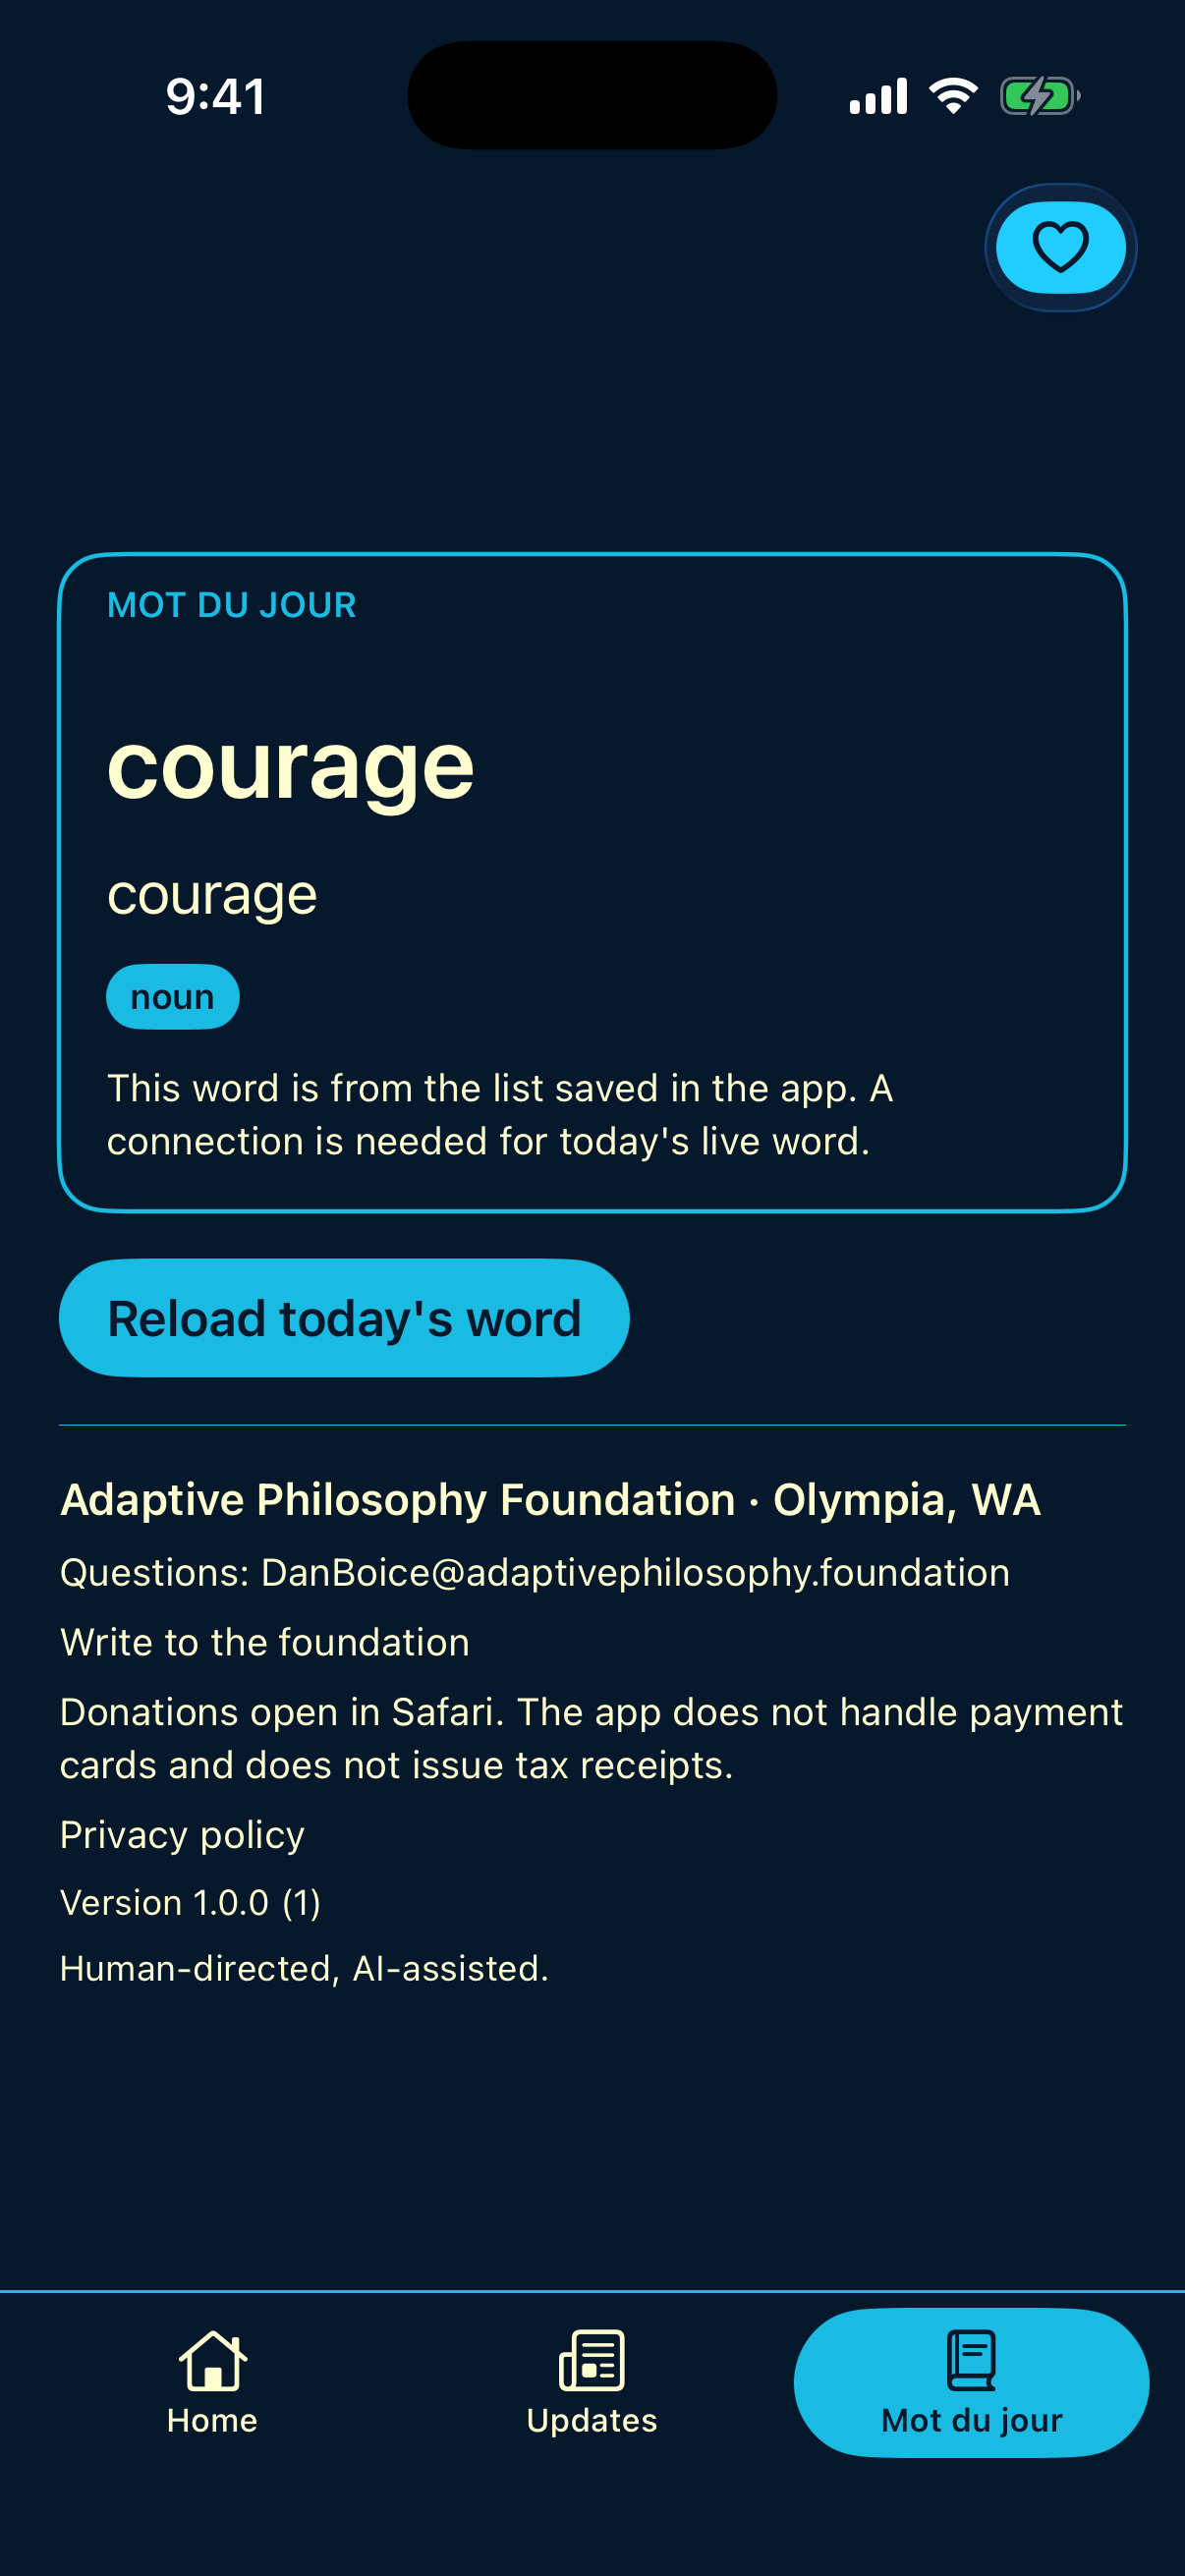 9:41
MOT DU JOUR
courage
courage
noun
This word is from the list saved in the app. A
connection is needed for today's live word.
Reload today's word
Adaptive Philosophy Foundation · Olympia, WA
Questions: DanBoice@adaptivephilosophy.foundation
Write to the foundation
Donations open in Safari. The app does not handle payment
cards and does not issue tax receipts.
Privacy policy
Version 1.0.0 (1)
Human-directed, AI-assisted.
Home
Updates
Mot du jour